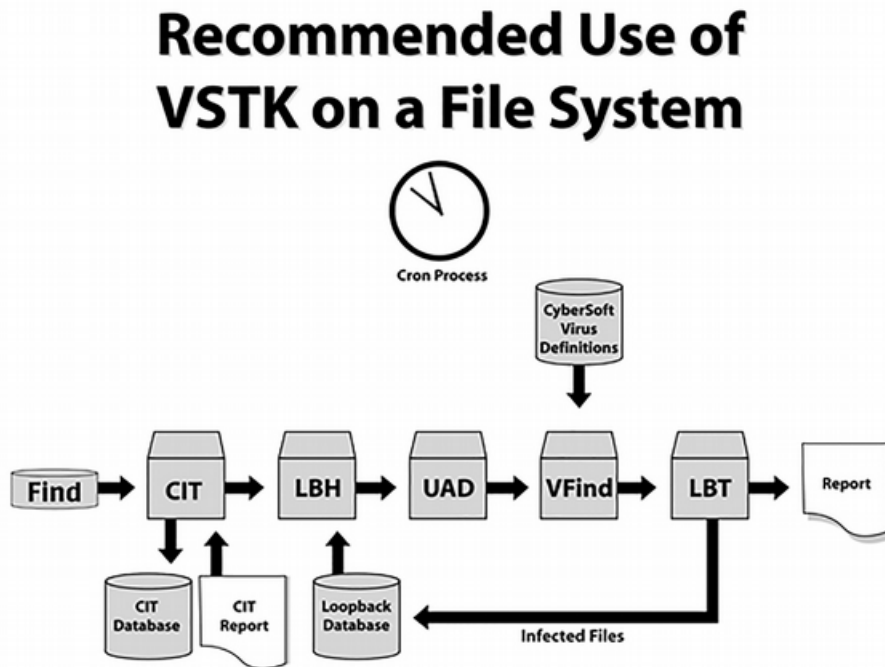 Recommended Use of
VSTK on a File System
Cron Process
CyberSoft
Virus
Definitions
Find
CIT
LBH
UAD
VFind
LBT
Report
CIT
Database
CIT
Report
Loopback
Database
Infected Files